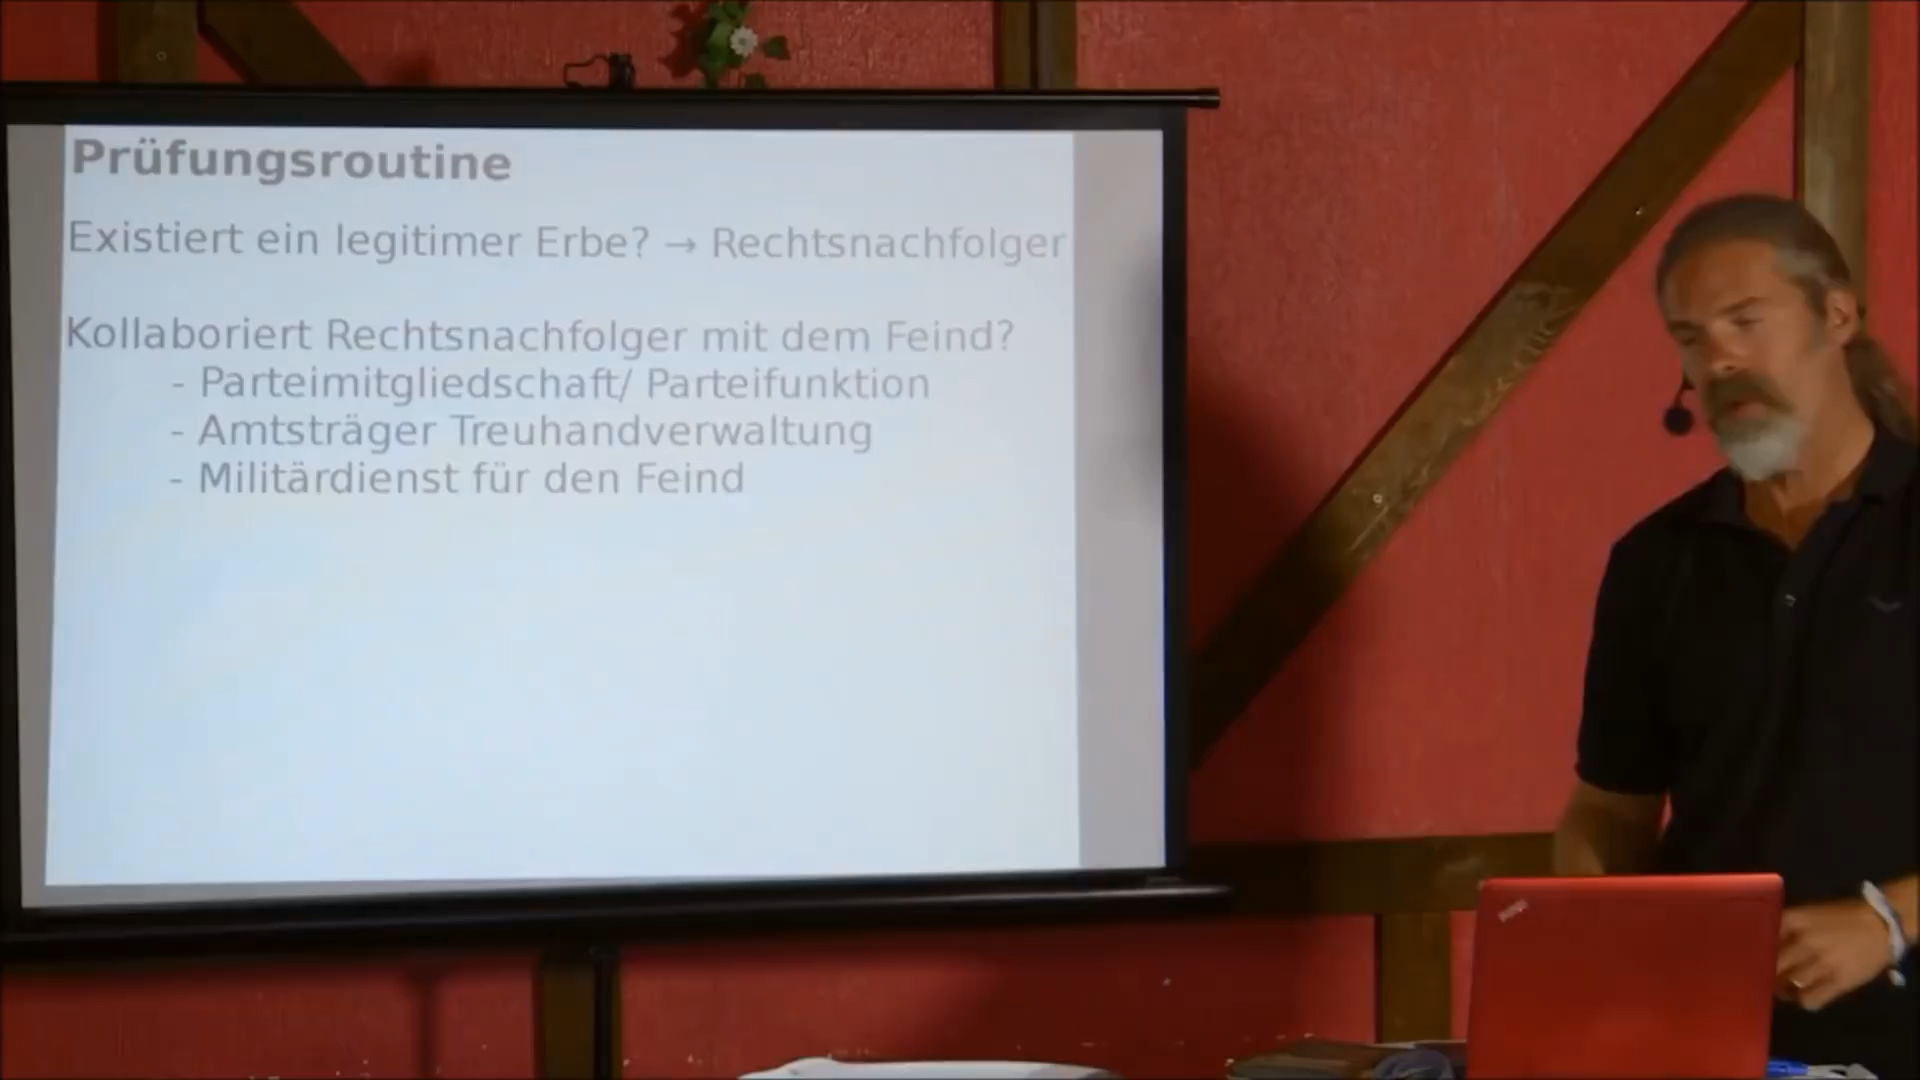 Prüfungsroutine
Existiert ein legitimer Erbe? → Rechtsnachfolger
Kollaboriert Rechtsnachfolger mit dem Feind?
- Parteimitgliedschaft/ Parteifunktion
- Amtsträger Treuhandverwaltung
- Militärdienst für den Feind